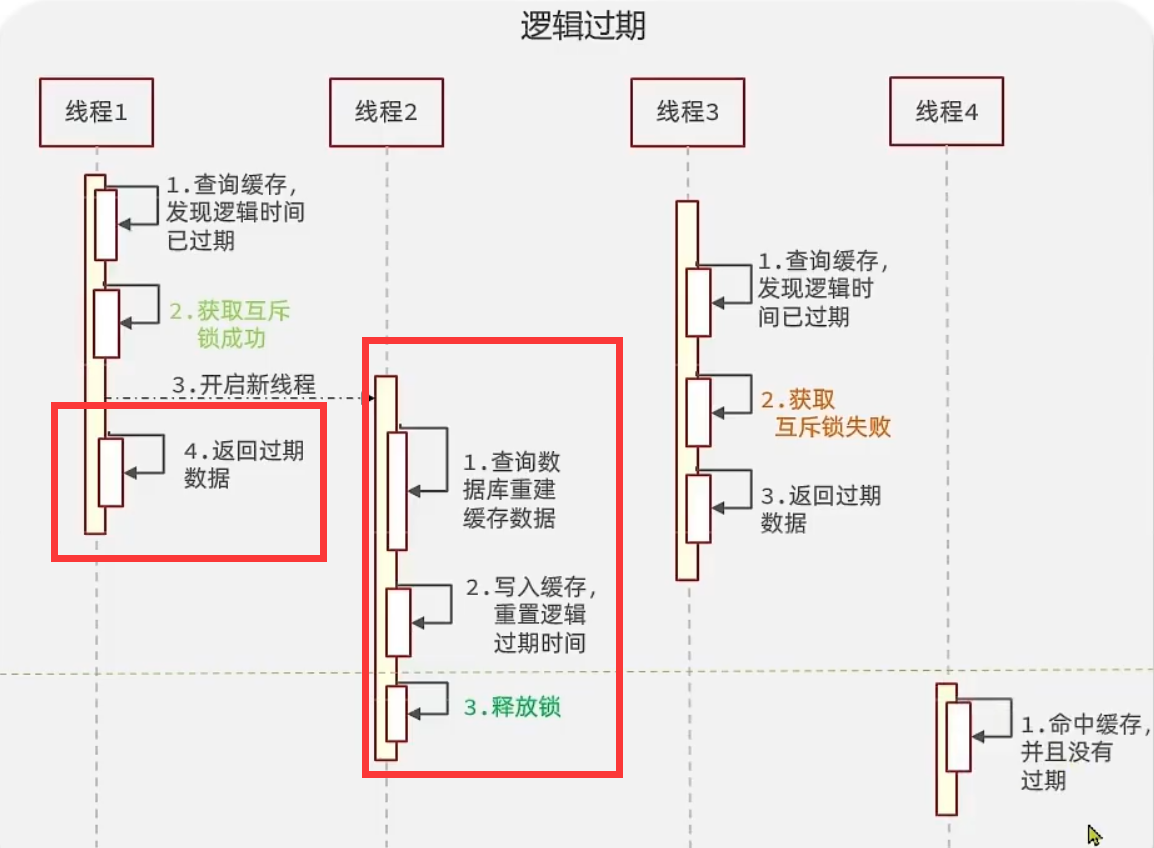 逻辑过期
线程1
线程2
线程3
线程4
1.查询缓存,
发现逻辑时间
已过期
2.获取互斥
锁成功
3.开启新线程
4.返回过期
数据
1.查询数
据库重建
缓存数据
2.写入缓存,
重置逻辑
过期时间
3.释放锁
1.查询缓存,
发现逻辑时
间已过期
2.获取
互斥锁失败
3.返回过期
数据
1.命中缓存,
并且没有
过期